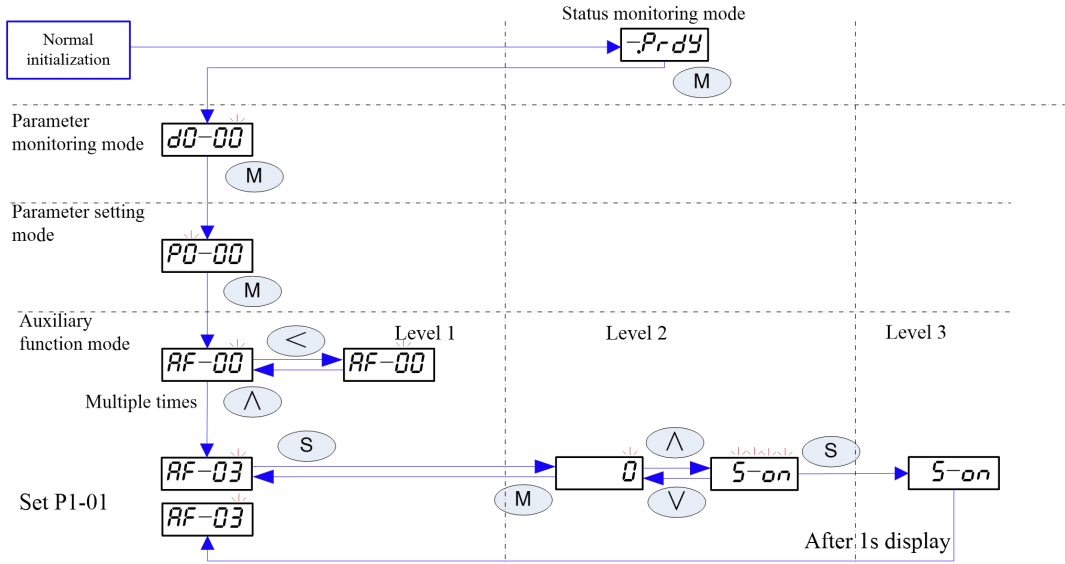 Status monitoring mode
Normal
initialization
-.Prdy
M
Parameter
monitoring mode
d0-00
M
Parameter setting
mode
P0-00
M
Auxiliary
function mode
Level 1
Level 2
Level 3
<
AF-00
AF-00
Multiple times
∧
S
∧
S
AF-03
0
S-on
S-on
M
∨
Set P1-01
AF-03
After 1s display